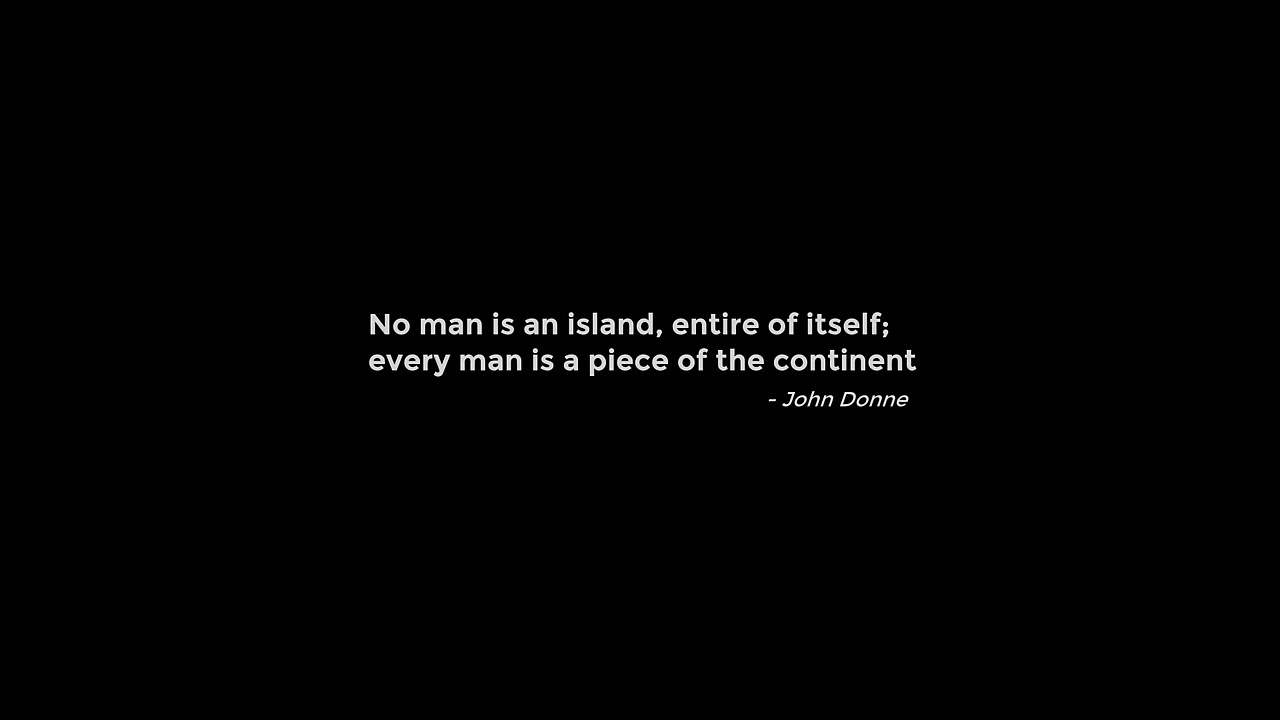 No man is an island, entire of itself;
every man is a piece of the continent
- John Donne